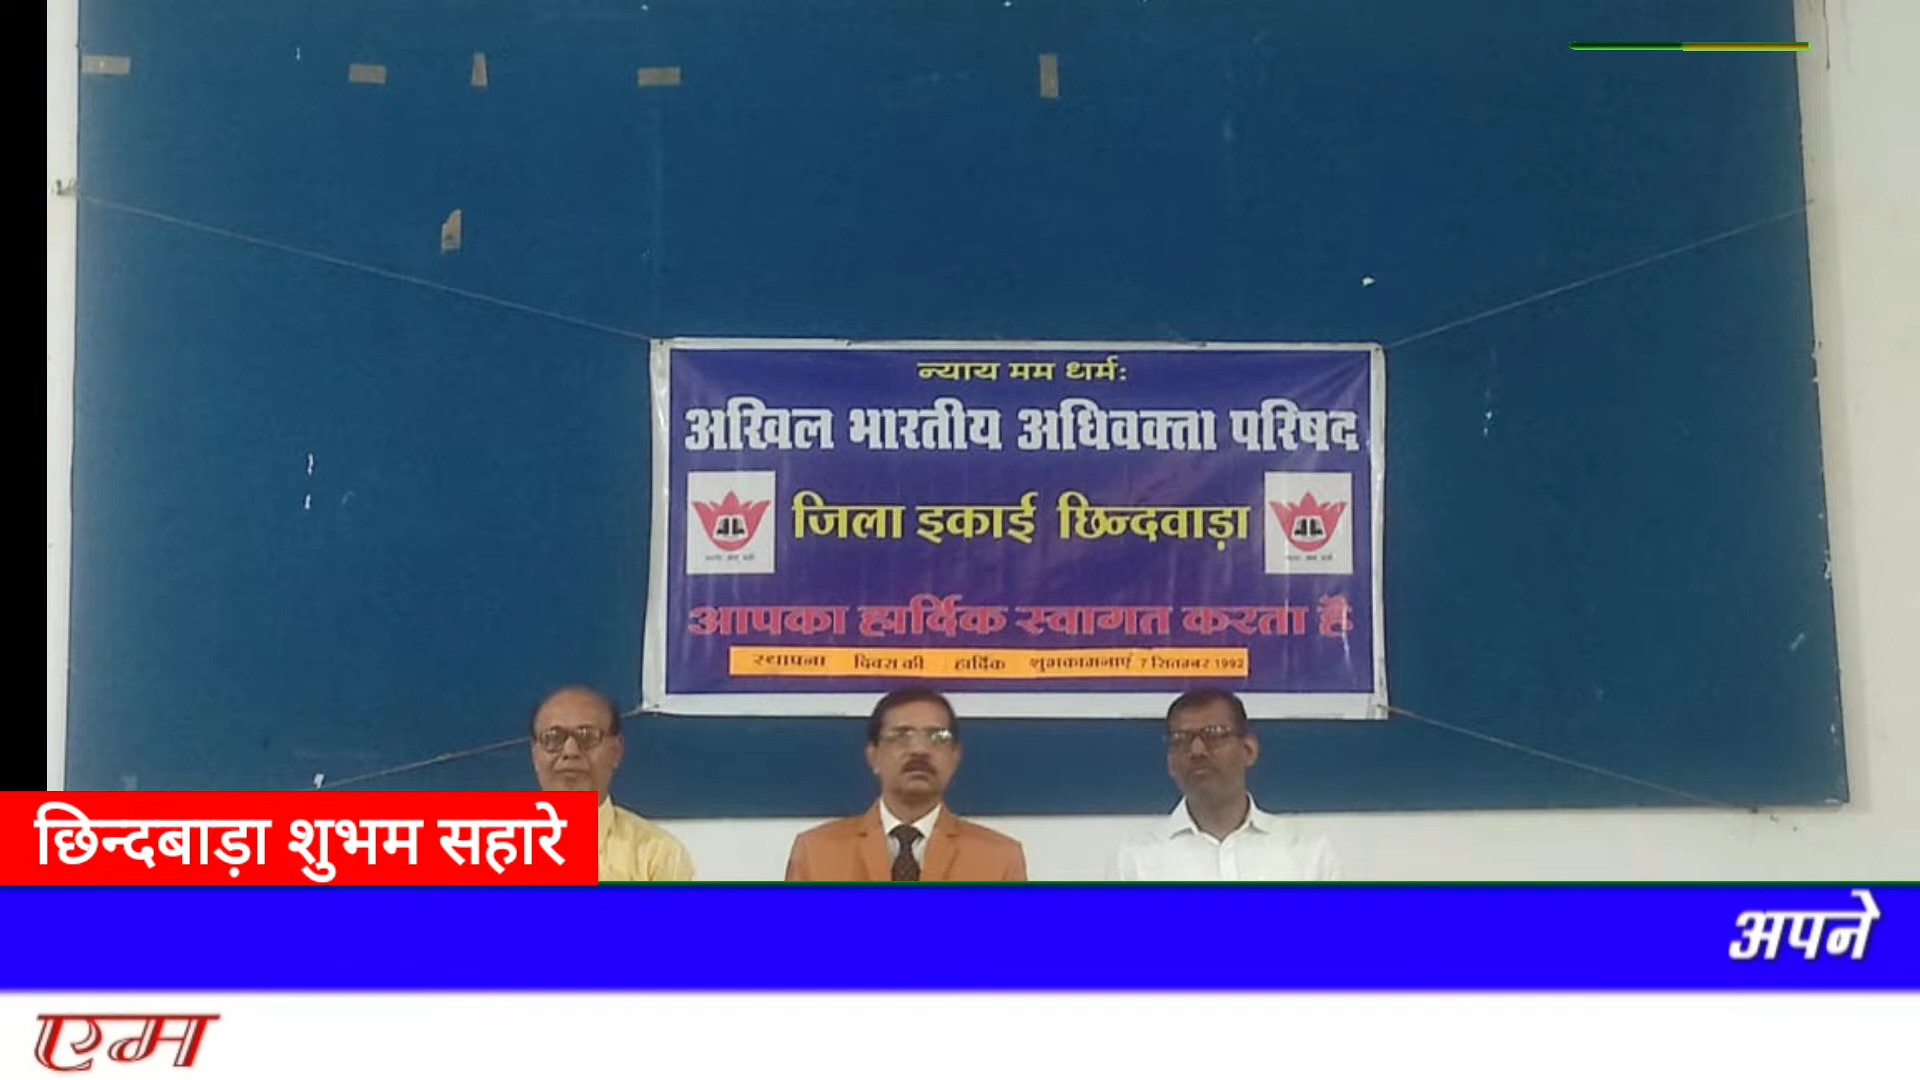 न्याय मम धर्मः
अखिल भारतीय अधिवक्ता परिषद
जिला इकाई छिन्दवाड़ा
आपका हार्दिक स्वागत करता है
स्थापना दिवस की हार्दिक शुभकामनाएं 7 सितम्बर 1992
छिन्दबाड़ा शुभम सहारे
अपने
एम